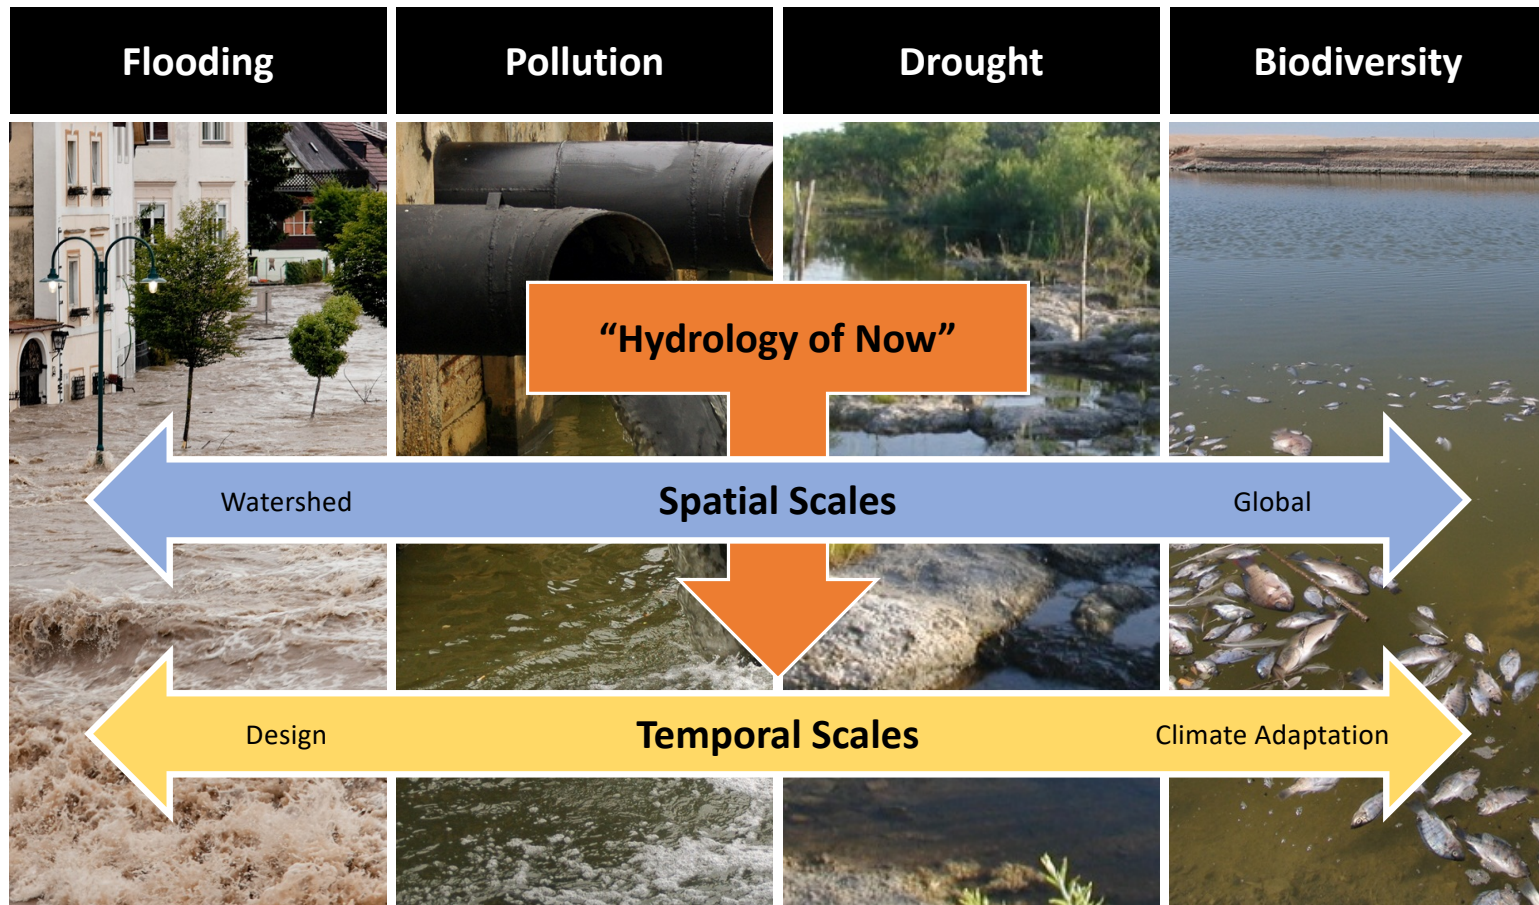 Flooding
Pollution
Drought
Biodiversity
“Hydrology of Now”
Watershed
Spatial Scales
Global
Design
Temporal Scales
Climate Adaptation